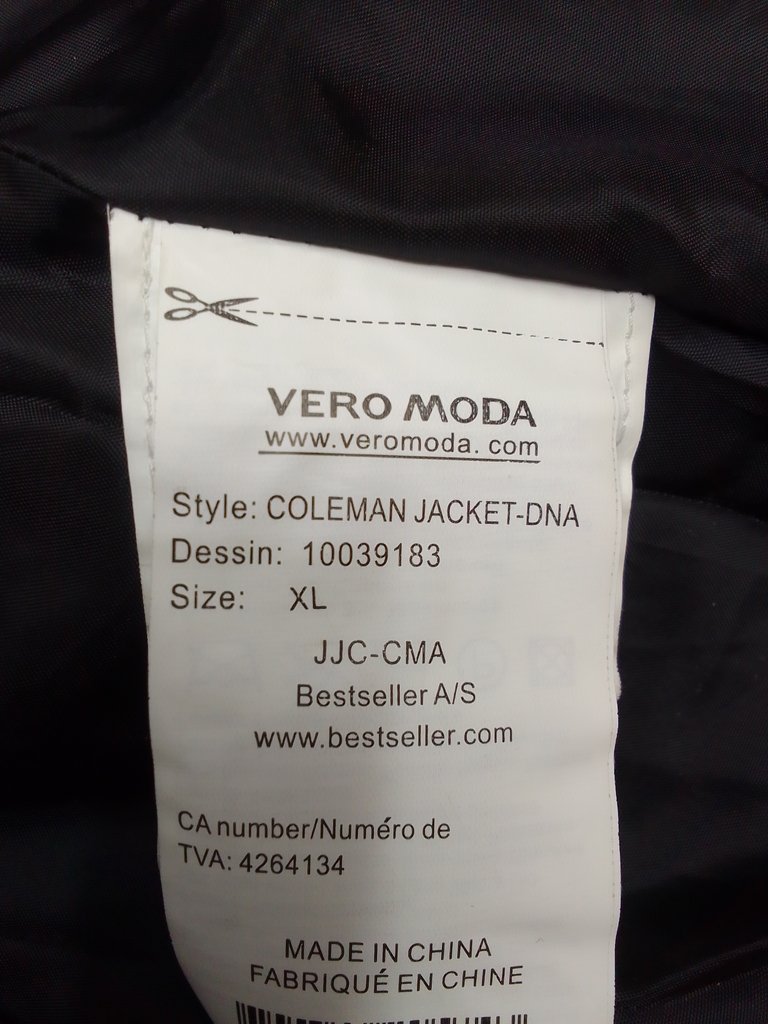 VERO MODA
www.veromoda. com
Style: COLEMAN JACKET-DNA
Dessin: 10039183
Size: XL
JJC-CMA
Bestseller A/S
www.bestseller.com
CA number/Numéro de
TVA: 4264134
MADE IN CHINA
FABRIQUÉ EN CHINE